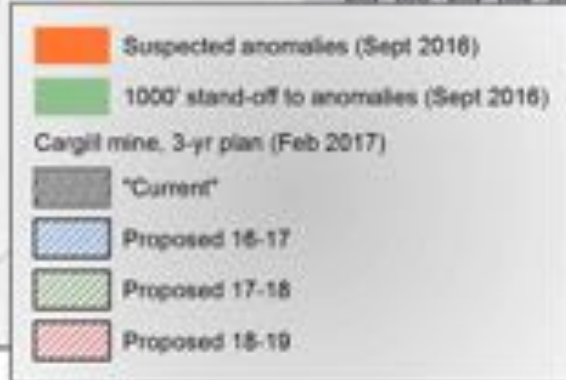 Suspected anomalies (Sept 2016)
1000' stand-off to anomalies (Sept 2016)
Cargill mine, 3-yr plan (Feb 2017)
"Current"
Proposed 16-17
Proposed 17-18
Proposed 18-19